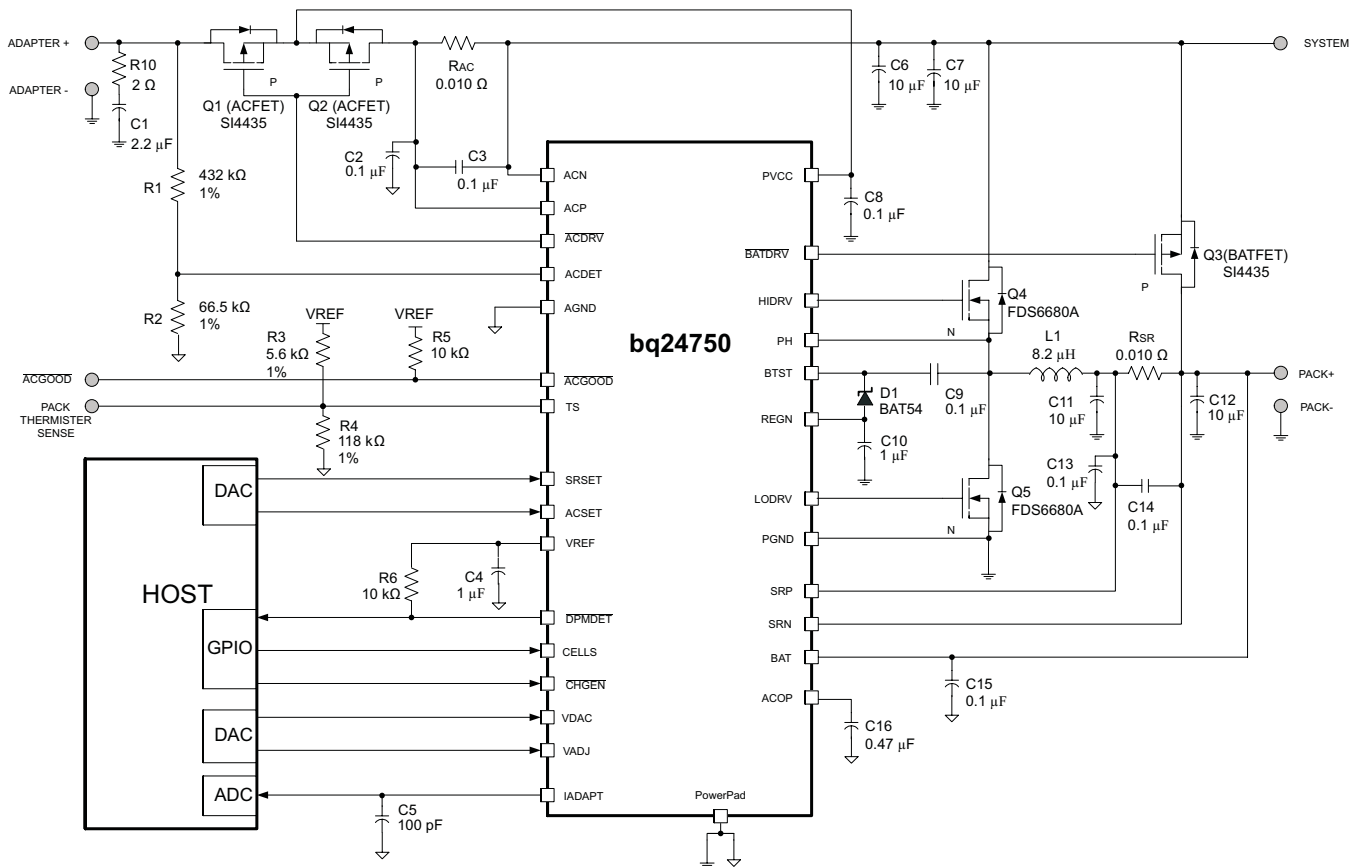 ADAPTER +
R10
2 Ω
ADAPTER -
C1
2.2 µF
P
Q1 (ACFET)
SI4435
P
Q2 (ACFET)
SI4435
RAC
0.010 Ω
C6
10 µF
C7
10 µF
SYSTEM
C2
0.1 µF
C3
0.1 µF
R1
432 kΩ
1%
R2
66.5 kΩ
1%
VREF
R3
5.6 kΩ
1%
VREF
R5
10 kΩ
R4
118 kΩ
1%
ACGOOD
PACK
THERMISTER
SENSE
ACN
ACP
ACDRV
ACDET
AGND
ACGOOD
TS
SRSET
ACSET
VREF
DPMDET
CELLS
CHGEN
VDAC
VADJ
IADAPT
bq24750
PVCC
BATDRV
HIDRV
PH
BTST
REGN
LODRV
PGND
SRP
SRN
BAT
ACOP
PowerPad
C8
0.1 µF
Q3(BATFET)
SI4435
P
Q4
FDS6680A
N
L1
8.2 µH
RSR
0.010 Ω
D1
BAT54
C9
0.1 µF
C10
1 µF
C11
10 µF
C12
10 µF
PACK+
PACK-
C13
0.1 µF
C14
0.1 µF
Q5
FDS6680A
N
C15
0.1 µF
C16
0.47 µF
HOST
DAC
GPIO
DAC
ADC
R6
10 kΩ
C4
1 µF
C5
100 pF